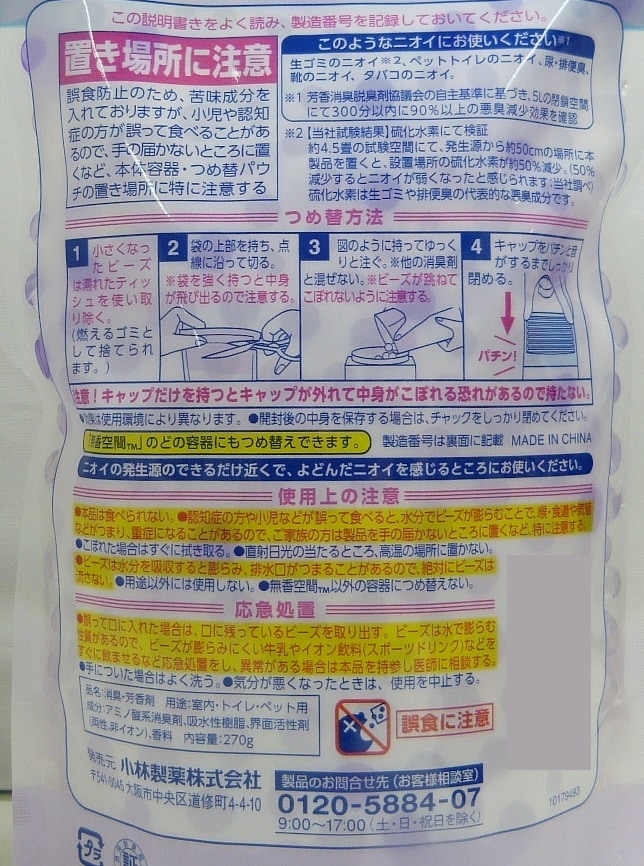 この説明書きをよく読み、製造番号を記録しておいてください。
置き場所に注意
誤食防止のため、苦味成分を
入れておりますが、小児や認知
症の方が誤って食べることがあ
るので、手の届かないところに置
くなど、本体容器・つめ替パウ
チの置き場所に特に注意する
このようなニオイにお使いください※1
生ゴミのニオイ※2、ペットトイレのニオイ、尿・排便臭、
靴のニオイ、タバコのニオイ。
※1 芳香消臭脱臭剤協議会の自主基準に基づき、5Lの閉鎖空間
にて300分以内に90%以上の悪臭減少効果を確認
※2【当社試験結果】硫化水素にて検証
約4.5畳の試験空間にて、発生源から約50cmの場所に本
製品を置くと、設置場所の硫化水素が約50%減少。(50%
減少するとニオイが弱くなったと感じられます:当社調べ)
硫化水素は生ゴミや排便臭の代表的な悪臭成分です。
つめ替方法
1 小さくなっ
たビーズ
は濡れたティッ
シュを使い取
り除く。
(燃えるゴミと
して捨てられ
ます。)
2 袋の上部を持ち、点
線に沿って切る。
※袋を強く持つと中身
が飛び出るので注意する。
3 図のように持ってゆっく
りと注ぐ。※他の消臭剤
と混ぜない。※ビーズが跳ねて
こぼれないように注意する。
4 キャップをパチンと音
がするまでしっかり
閉める。
パチン!
注意!キャップだけを持つとキャップが外れて中身がこぼれる恐れがあるので持たない。
●効果は使用環境により異なります。●開封後の中身を保存する場合は、チャックをしっかり閉めてください。
「無香空間™」のどの容器にもつめ替えできます。 製造番号は裏面に記載 MADE IN CHINA
ニオイの発生源のできるだけ近くで、よどんだニオイを感じるところにお使いください。
使用上の注意
●本品は食べられない。●認知症の方や小児などが誤って食べると、水分でビーズが膨らむことで、喉・食道や気管
などがつまり、重症になることがあるので、ご家族の方は製品を手の届かないところに置くなど、特に注意する。
●こぼれた場合はすぐに拭き取る。●直射日光の当たるところ、高温の場所に置かない。
●ビーズは水分を吸収すると膨らみ、排水口がつまることがあるので、絶対にビーズは
流さない。●用途以外には使用しない。●無香空間™以外の容器につめ替えない。
応急処置
●誤って口に入れた場合は、口に残っているビーズを取り出す。ビーズは水で膨らむ
性質があるので、ビーズが膨らみにくい牛乳やイオン飲料(スポーツドリンク)などを
すぐに飲ませるなど応急処置をし、異常がある場合は本品を持参し医師に相談する。
●手についた場合はよく洗う。●気分が悪くなったときは、使用を中止する。
品名:消臭・芳香剤 用途:室内・トイレ・ペット用
成分:アミノ酸系消臭剤、吸水性樹脂、界面活性剤
(両性、非イオン)、香料 内容量:270g
誤食に注意
発売元 小林製薬株式会社
〒541-0045 大阪市中央区道修町4-4-10
製品のお問合せ先(お客様相談室)
0120-5884-07
9:00〜17:00(土・日・祝日を除く)
10179493
プラ
証